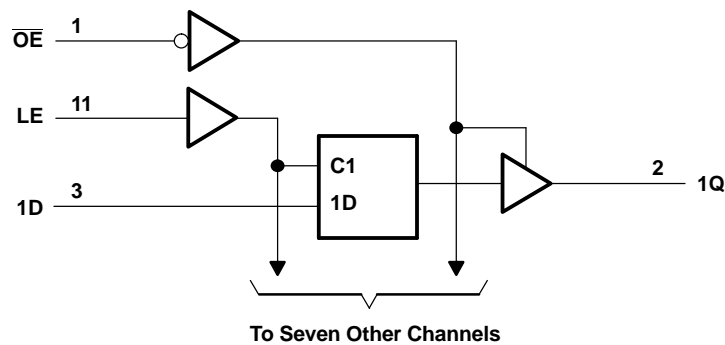 OE 1
LE 11
1D 3
C1
1D
2 1Q
To Seven Other Channels